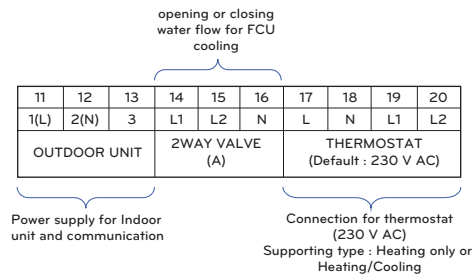 opening or closing
water flow for FCU
cooling
11 12 13 14 15 16 17 18 19 20
1(L) 2(N) 3 L1 L2 N L N L1 L2
OUTDOOR UNIT
2WAY VALVE
(A)
THERMOSTAT
(Default : 230 V AC)
Power supply for Indoor
unit and communication
Connection for thermostat
(230 V AC)
Supporting type : Heating only or
Heating/Cooling